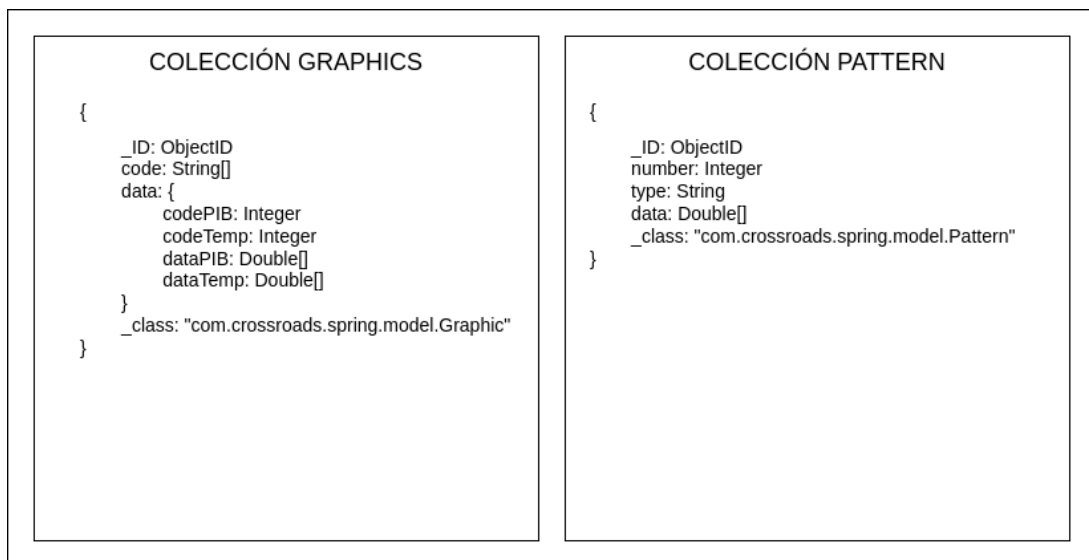 COLECCIÓN GRAPHICS
{
_ID: ObjectID
code: String[]
data: {
codePIB: Integer
codeTemp: Integer
dataPIB: Double[]
dataTemp: Double[]
}
_class: "com.crossroads.spring.model.Graphic"
}
COLECCIÓN PATTERN
{
_ID: ObjectID
number: Integer
type: String
data: Double[]
_class: "com.crossroads.spring.model.Pattern"
}